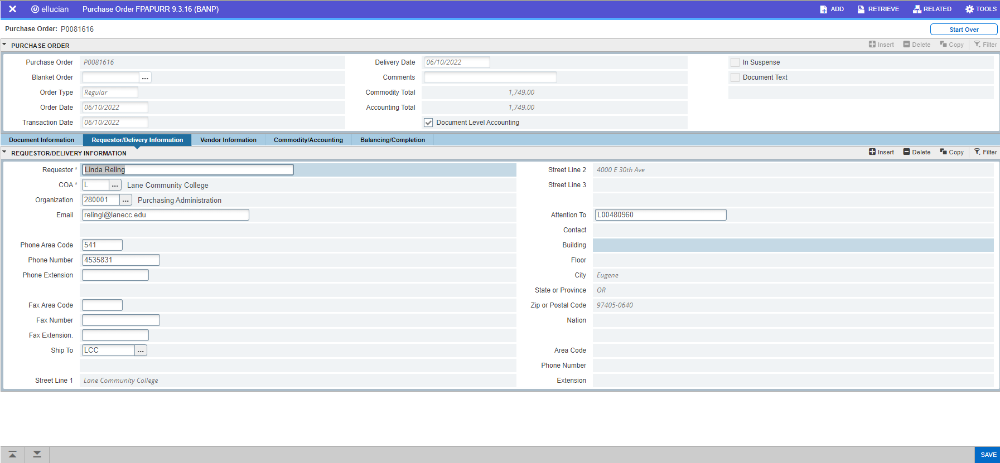 ellucian Purchase Order FPAPURR 9.3.16 (BANP) ADD RETRIEVE RELATED TOOLS
Purchase Order: P0081616 Start Over
PURCHASE ORDER Insert Delete Copy Filter
Purchase Order P0081616 Delivery Date 06/10/2022 In Suspense
Blanket Order ... Comments Document Text
Order Type Regular Commodity Total 1,749.00
Order Date 06/10/2022 Accounting Total 1,749.00
Transaction Date 06/10/2022 Document Level Accounting
Document Information Requestor/Delivery Information Vendor Information Commodity/Accounting Balancing/Completion
REQUESTOR/DELIVERY INFORMATION Insert Delete Copy Filter
Requestor * Linda Reling Street Line 2 4000 E 30th Ave
COA * L ... Lane Community College Street Line 3
Organization 280001 ... Purchasing Administration
Email relingl@lanecc.edu Attention To L00480960
Contact
Phone Area Code 541 Building
Phone Number 4535831 Floor
Phone Extension City Eugene
State or Province OR
Fax Area Code Zip or Postal Code 97405-0640
Fax Number Nation
Fax Extension.
Ship To LCC ... Area Code
Phone Number
Street Line 1 Lane Community College Extension
SAVE